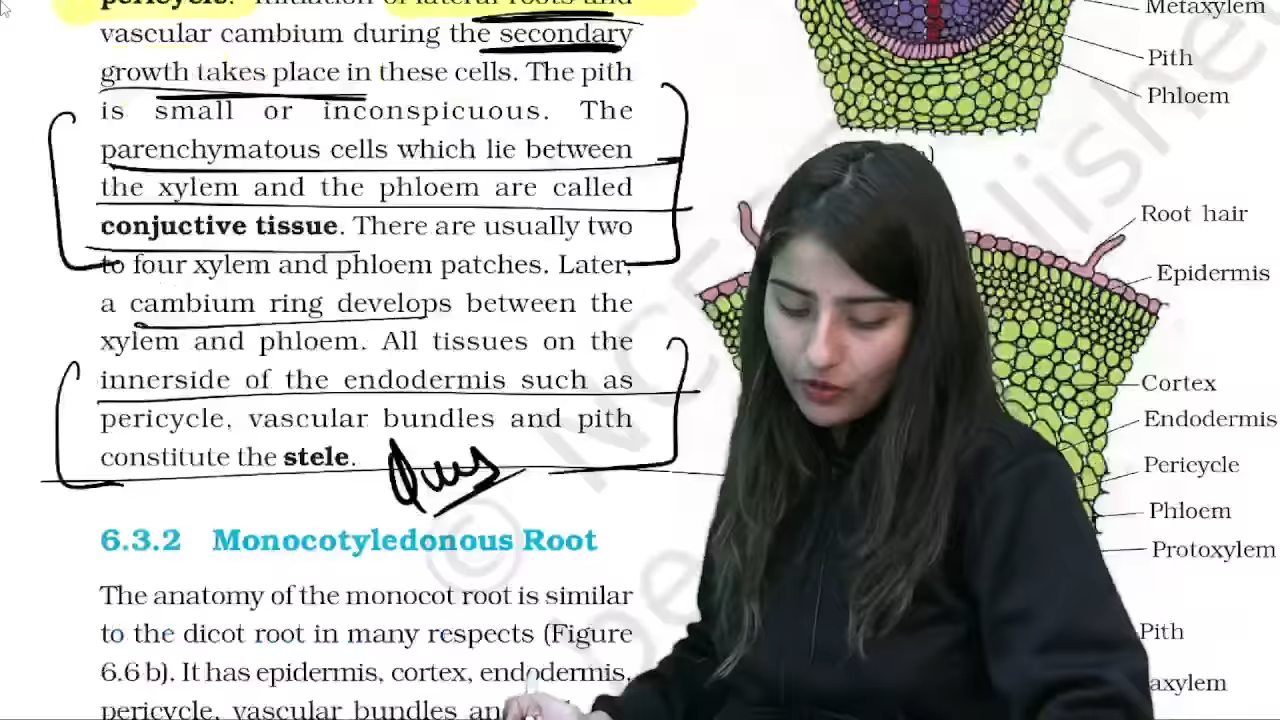 pericycle. Initiation of lateral roots and
vascular cambium during the secondary
growth takes place in these cells. The pith
is small or inconspicuous. The
parenchymatous cells which lie between
the xylem and the phloem are called
conjuctive tissue. There are usually two
to four xylem and phloem patches. Later,
a cambium ring develops between the
xylem and phloem. All tissues on the
innerside of the endodermis such as
pericycle, vascular bundles and pith
constitute the stele.
Ques
6.3.2 Monocotyledonous Root
The anatomy of the monocot root is similar
to the dicot root in many respects (Figure
6.6 b). It has epidermis, cortex, endodermis,
pericycle, vascular bundles
Metaxylem
Pith
Phloem
Root hair
Epidermis
Cortex
Endodermis
Pericycle
Phloem
Protoxylem
Pith
axylem
© NCERT